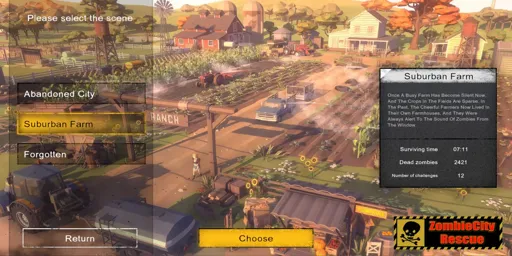 Please select the scene
Abandoned City
Suburban Farm
Forgotten
Return
Choose
RANCH
Suburban Farm
Once A Busy Farm Has Become Silent Now,
And The Crops In The Fields Are Sparse. In
The Past, The Cheerful Farmers Now Lived In
Their Own Farmhouses, And They Were
Always Alert To The Sound Of Zombies From
The Window.
Surviving time 07:11
Dead zombies 2421
Number of challenges 12
ZombieCity
Rescue